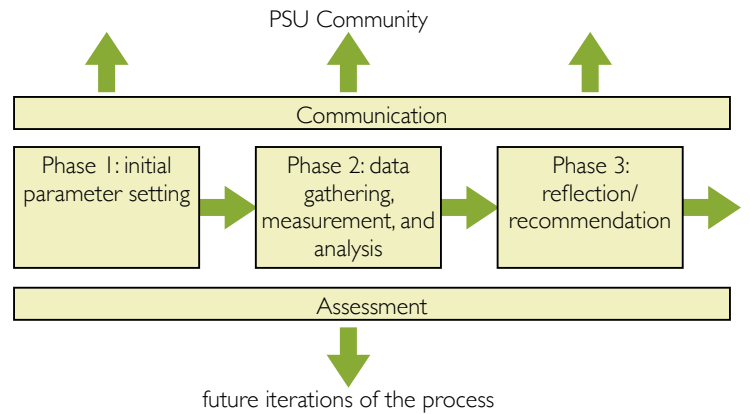 PSU Community
Communication
Phase 1: initial
parameter setting
Phase 2: data
gathering,
measurement, and
analysis
Phase 3:
reflection/
recommendation
Assessment
future iterations of the process